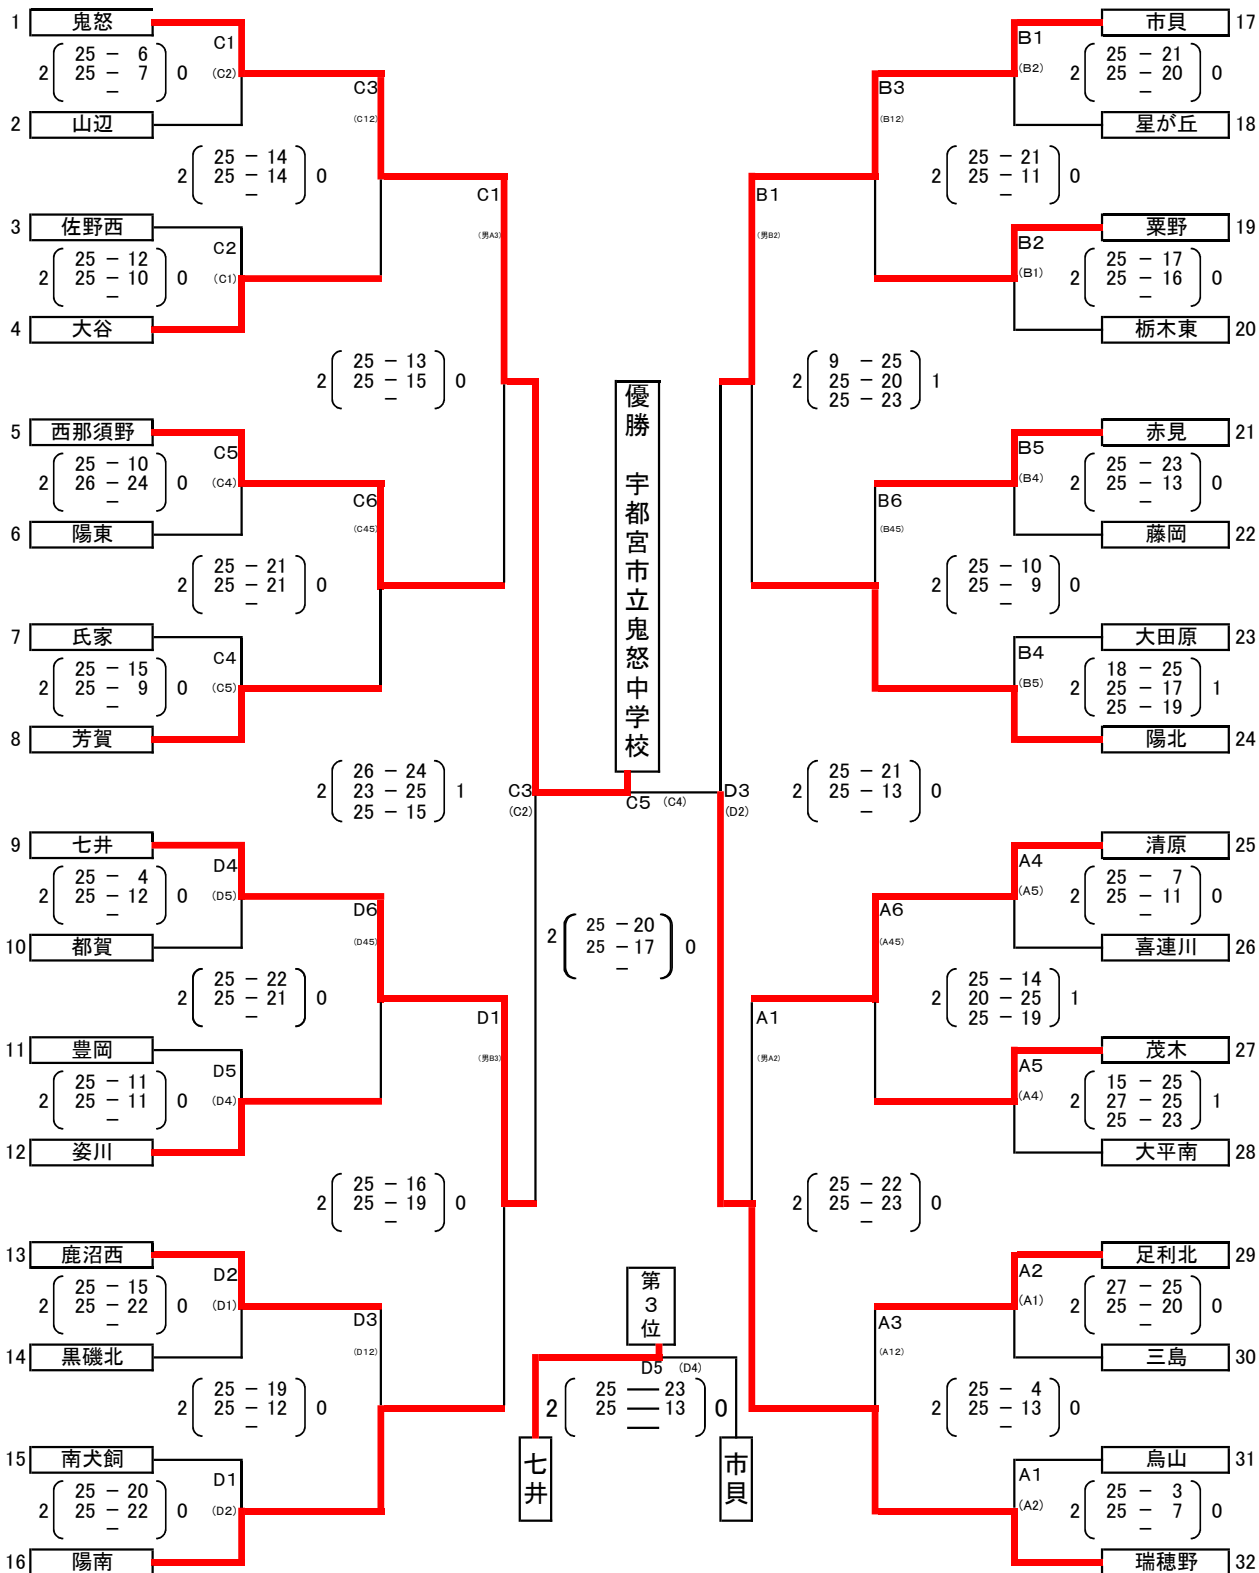 1 鬼怒
C1
2 25 － 6 0
25 － 7
－
(C2)
2 山辺
C3
(C12)
2 25 － 14 0
25 － 14
－
3 佐野西
C2
2 25 － 12 0
25 － 10
－
(C1)
4 大谷
C1
(男A3)
2 25 － 13 0
25 － 15
－
5 西那須野
C5
2 25 － 10 0
26 － 24
－
(C4)
6 陽東
C6
(C45)
2 25 － 21 0
25 － 21
－
7 氏家
C4
2 25 － 15 0
25 － 9
－
(C5)
8 芳賀
2 26 － 24 1
23 － 25
25 － 15
C3
(C2)
9 七井
D4
2 25 － 4 0
25 － 12
－
(D5)
10 都賀
D6
(D45)
2 25 － 22 0
25 － 21
－
11 豊岡
D5
2 25 － 11 0
25 － 11
－
(D4)
12 姿川
D1
(男B3)
2 25 － 16 0
25 － 19
－
13 鹿沼西
D2
2 25 － 15 0
25 － 22
－
(D1)
14 黒磯北
D3
(D12)
2 25 － 19 0
25 － 12
－
15 南犬飼
D1
2 25 － 20 0
25 － 22
－
(D2)
16 陽南
優勝 宇都宮市立鬼怒中学校
C5 (C4)
2 25 － 20 0
25 － 17
－
第3位
D5 (D4)
2 25 － 23 0
25 － 13
－
七井
市貝
市貝 17
B1
(B2)
2 25 － 21 0
25 － 20
－
星が丘 18
B3
(B12)
2 25 － 21 0
25 － 11
－
粟野 19
B2
(B1)
2 25 － 17 0
25 － 16
－
栃木東 20
B1
(男B2)
2 9 － 25 1
25 － 20
25 － 23
赤見 21
B5
(B4)
2 25 － 23 0
25 － 13
－
藤岡 22
B6
(B45)
2 25 － 10 0
25 － 9
－
大田原 23
B4
(B5)
2 18 － 25 1
25 － 17
25 － 19
陽北 24
D3
(D2)
2 25 － 21 0
25 － 13
－
清原 25
A4
(A5)
2 25 － 7 0
25 － 11
－
喜連川 26
A6
(A45)
2 25 － 14 1
20 － 25
25 － 19
茂木 27
A5
(A4)
2 15 － 25 1
27 － 25
25 － 23
大平南 28
A1
(男A2)
2 25 － 22 0
25 － 23
－
足利北 29
A2
(A1)
2 27 － 25 0
25 － 20
－
三島 30
A3
(A12)
2 25 － 4 0
25 － 13
－
烏山 31
A1
(A2)
2 25 － 3 0
25 － 7
－
瑞穂野 32